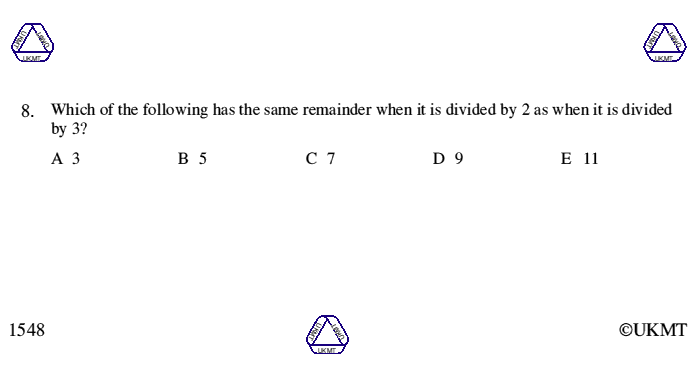 UKMT UKMT UKMT
UKMT UKMT UKMT
8. Which of the following has the same remainder when it is divided by 2 as when it is divided
by 3?
A 3 B 5 C 7 D 9 E 11
1548
UKMT UKMT UKMT
©UKMT